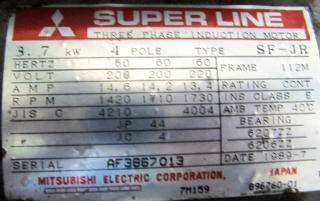 SUPER LINE
THREE PHASE INDUCTION MOTOR
3.7 kW 4 POLE TYPE SF-JR
HERTZ 50 60 60 FRAME 112M
VOLT 200 200 220
AMP 14.6 14.2 13.4 RATING CONT
RPM 1420 1710 1730 INS CLASS E
JIS C 4210 4004 AMB TEMP 40°C
JP 44 BEARING
JC 4 6207ZZ
6206ZZ
SERIAL AF3867013 DATE 1989-7
MITSUBISHI ELECTRIC CORPORATION, JAPAN
7M159 896260-01